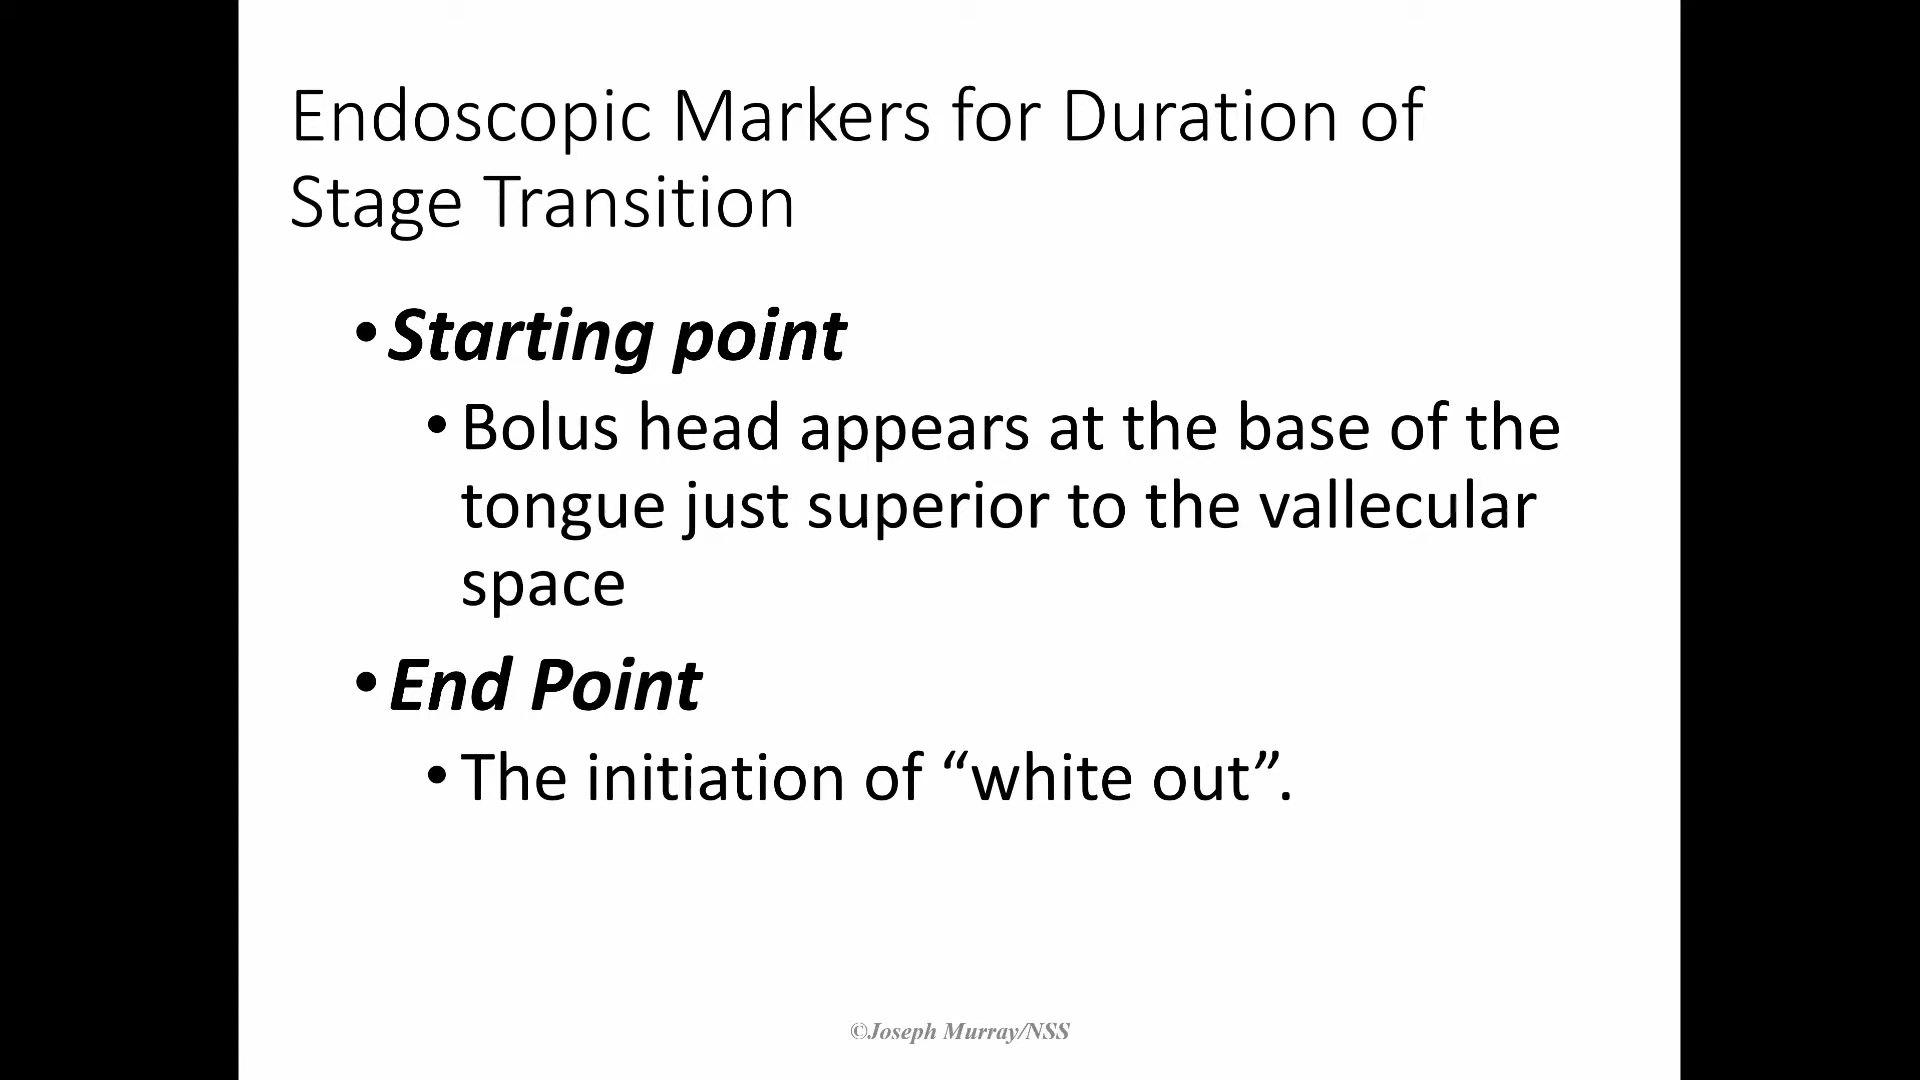 Endoscopic Markers for Duration of
Stage Transition
•Starting point
•Bolus head appears at the base of the
tongue just superior to the vallecular
space
•End Point
•The initiation of “white out”.
©Joseph Murray/NSS